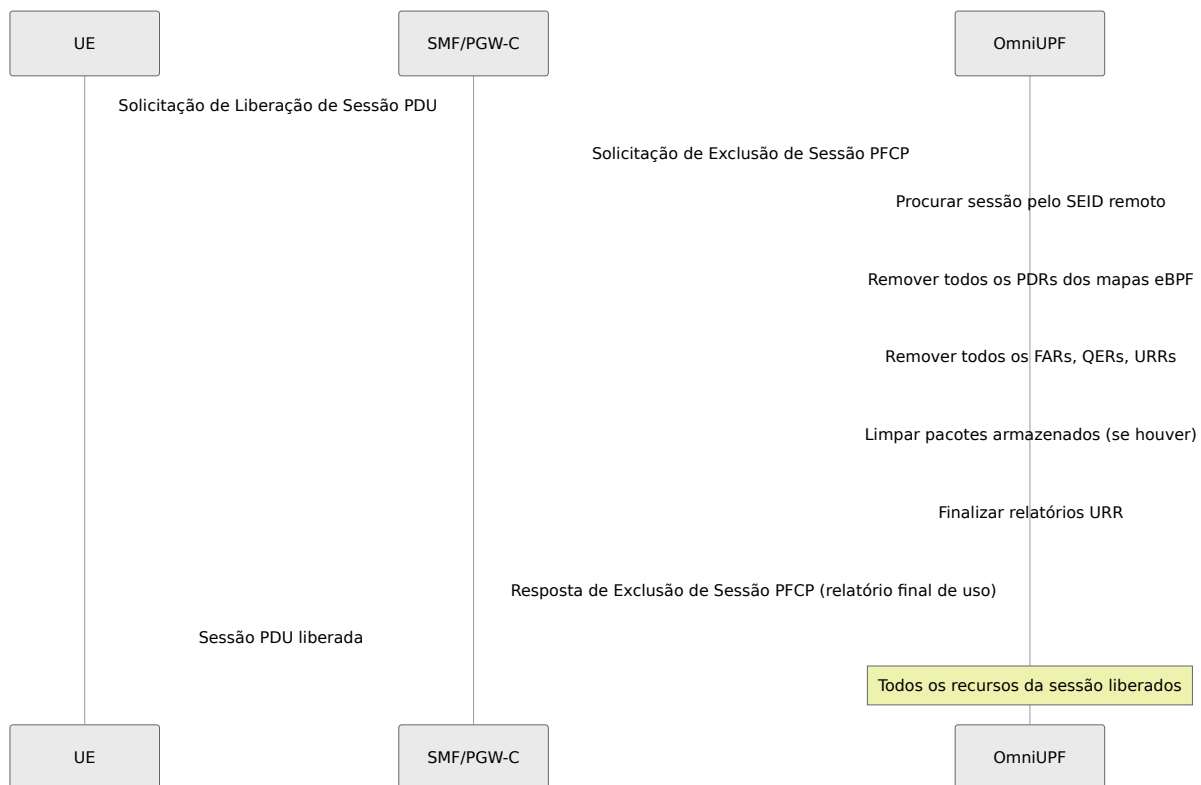 UE
SMF/PGW-C
OmniUPF
Solicitação de Liberação de Sessão PDU
Solicitação de Exclusão de Sessão PFCP
Procurar sessão pelo SEID remoto
Remover todos os PDRs dos mapas eBPF
Remover todos os FARs, QERs, URRs
Limpar pacotes armazenados (se houver)
Finalizar relatórios URR
Resposta de Exclusão de Sessão PFCP (relatório final de uso)
Sessão PDU liberada
Todos os recursos da sessão liberados
UE
SMF/PGW-C
OmniUPF